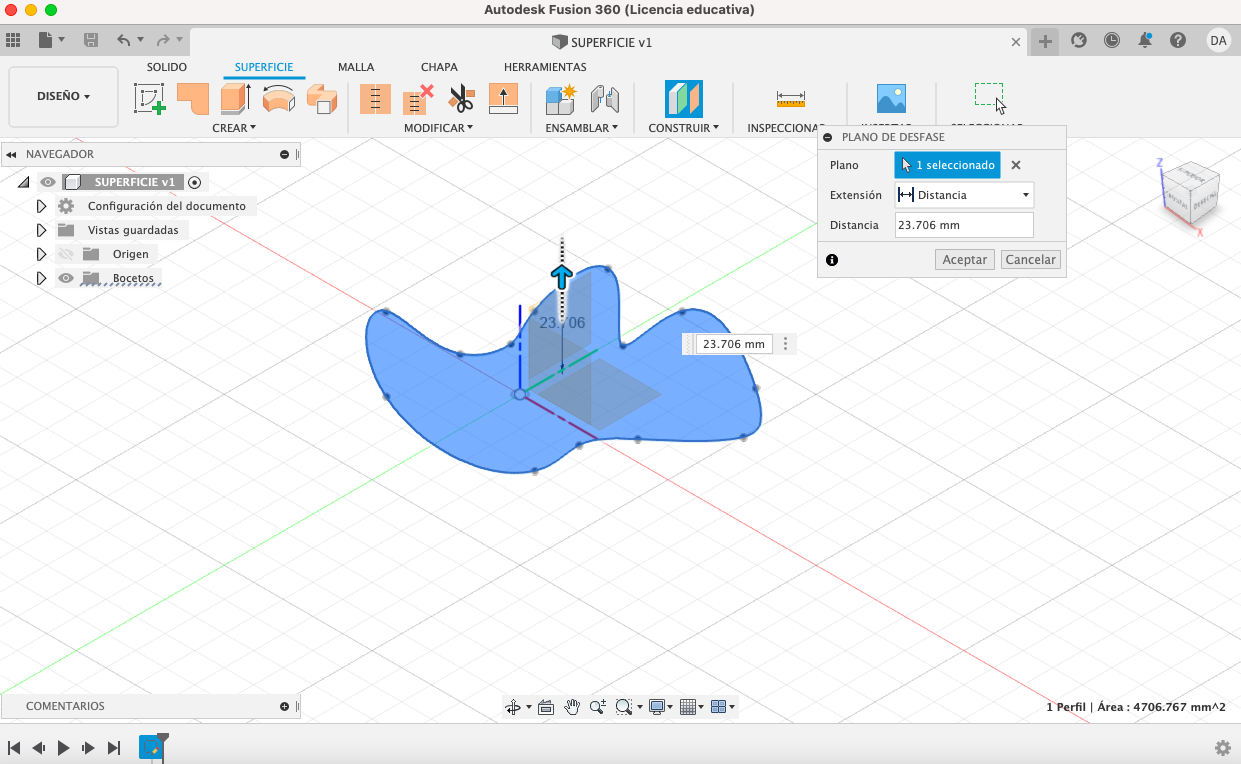 Autodesk Fusion 360 (Licencia educativa)
SUPERFICIE v1
DA
SOLIDO SUPERFICIE MALLA CHAPA HERRAMIENTAS
DISEÑO
CREAR MODIFICAR ENSAMBLAR CONSTRUIR INSPECCIONAR
NAVEGADOR
PLANO DE DESFASE
Plano 1 seleccionado
SUPERFICIE v1
Extensión Distancia
Configuración del documento
Distancia 23.706 mm
Vistas guardadas
Origen
Aceptar Cancelar
Bocetos
Z
X
23.706
23.706 mm
COMENTARIOS
1 Perfil | Área : 4706.767 mm^2